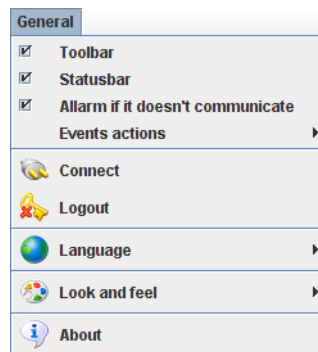 General
Toolbar
Statusbar
Allarm if it doesn't communicate
Events actions
Connect
Logout
Language
Look and feel
About